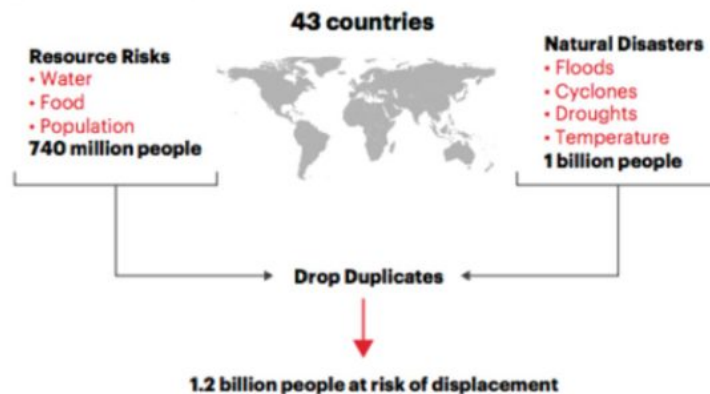 43 countries
Resource Risks
• Water
• Food
• Population
740 million people
Natural Disasters
• Floods
• Cyclones
• Droughts
• Temperature
1 billion people
Drop Duplicates
1.2 billion people at risk of displacement